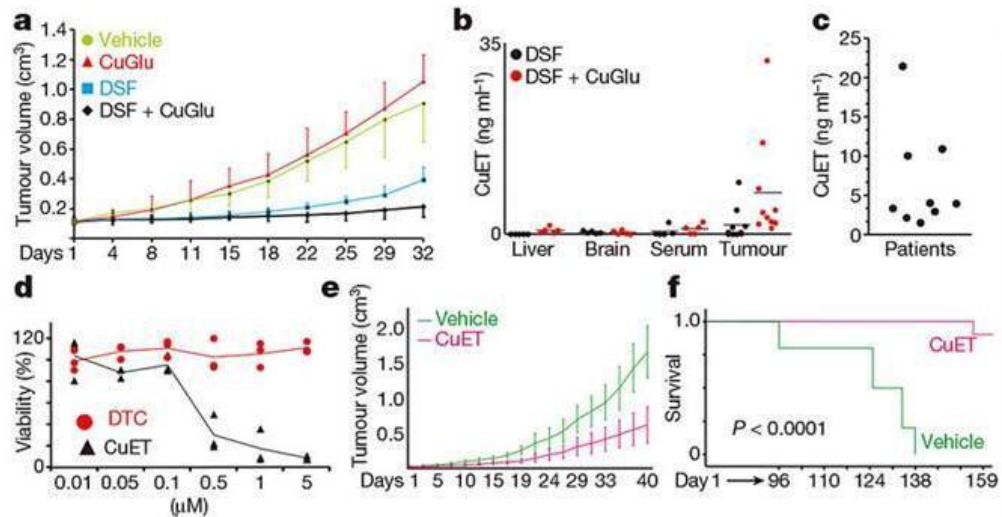 a
Tumour volume (cm³)
1.4
1.2
1.0
0.8
0.6
0.4
0.2
Vehicle
CuGlu
DSF
DSF + CuGlu
Days 1 4 8 11 15 18 22 25 29 32
b
CuET (ng ml⁻¹)
35
0
DSF
DSF + CuGlu
Liver Brain Serum Tumour
c
CuET (ng ml⁻¹)
25
20
15
10
5
0
Patients
d
Viability (%)
120
0
DTC
CuET
0.01 0.05 0.1 0.5 1 5
(μM)
e
Tumour volume (cm³)
2.0
1.5
1.0
0.5
Vehicle
CuET
Days 1 5 10 15 19 24 29 33 40
f
Survival
1.0
0
CuET
P < 0.0001
Vehicle
Day 1 → 96 110 124 138 159